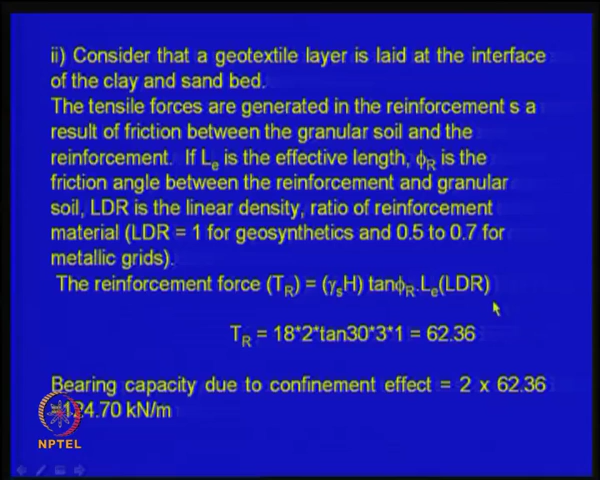 ii) Consider that a geotextile layer is laid at the interface
of the clay and sand bed.
The tensile forces are generated in the reinforcement s a
result of friction between the granular soil and the
reinforcement. If Lₑ is the effective length, ϕR is the
friction angle between the reinforcement and granular
soil, LDR is the linear density, ratio of reinforcement
material (LDR = 1 for geosynthetics and 0.5 to 0.7 for
metallic grids).
The reinforcement force (TR) = (γₛH) tanϕR.Lₑ(LDR)
TR = 18*2*tan30*3*1 = 62.36
Bearing capacity due to confinement effect = 2 x 62.36
=124.70 kN/m
NPTEL